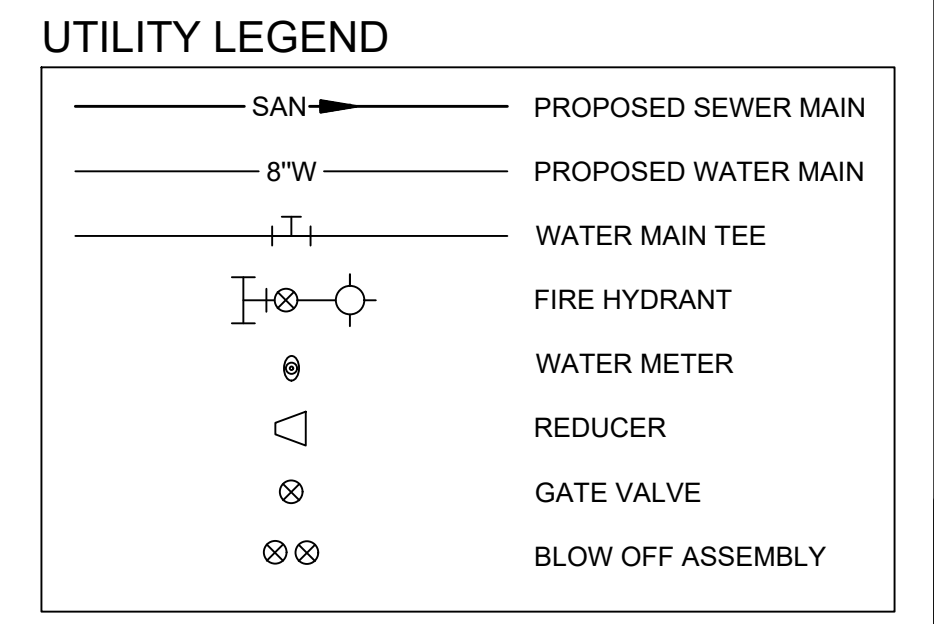 UTILITY LEGEND
SAN PROPOSED SEWER MAIN
8"W PROPOSED WATER MAIN
WATER MAIN TEE
FIRE HYDRANT
WATER METER
REDUCER
GATE VALVE
BLOW OFF ASSEMBLY